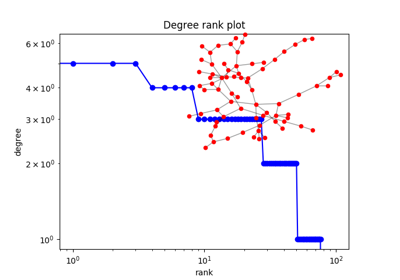 Degree rank plot
6 × 10⁰
4 × 10⁰
3 × 10⁰
2 × 10⁰
10⁰
degree
10⁰ 10¹ 10²
rank